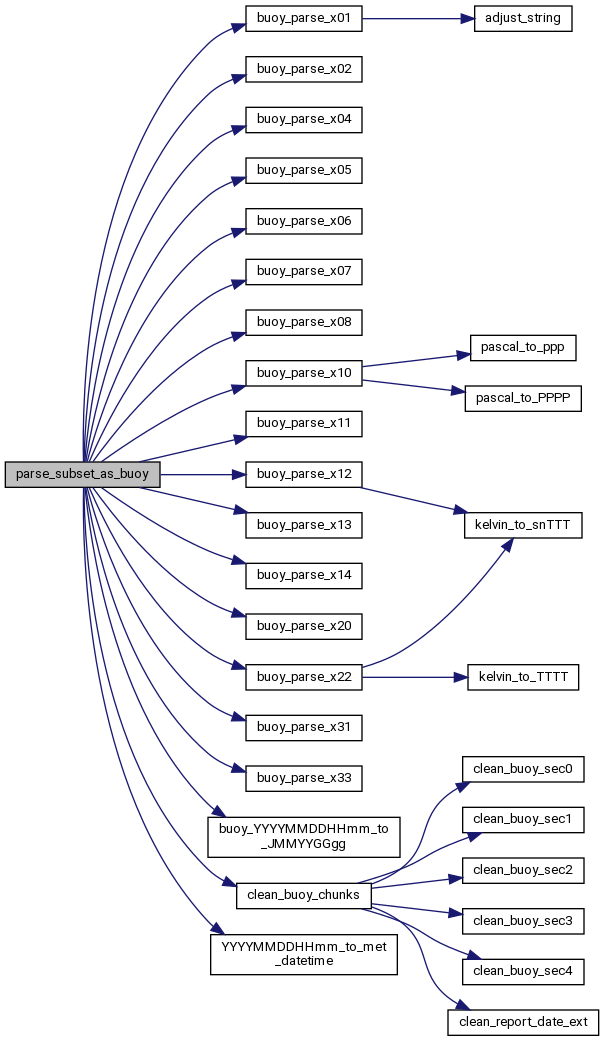 buoy_parse_x01
adjust_string
buoy_parse_x02
buoy_parse_x04
buoy_parse_x05
buoy_parse_x06
buoy_parse_x07
buoy_parse_x08
pascal_to_ppp
buoy_parse_x10
pascal_to_PPPP
buoy_parse_x11
parse_subset_as_buoy
buoy_parse_x12
buoy_parse_x13
kelvin_to_snTTT
buoy_parse_x14
buoy_parse_x20
buoy_parse_x22
kelvin_to_TTTT
buoy_parse_x31
buoy_parse_x33
clean_buoy_sec0
clean_buoy_sec1
buoy_YYYYMMDDHHmm_to
_JMMYYGGgg
clean_buoy_sec2
clean_buoy_chunks
clean_buoy_sec3
YYYYMMDDHHmm_to_met
_datetime
clean_buoy_sec4
clean_report_date_ext